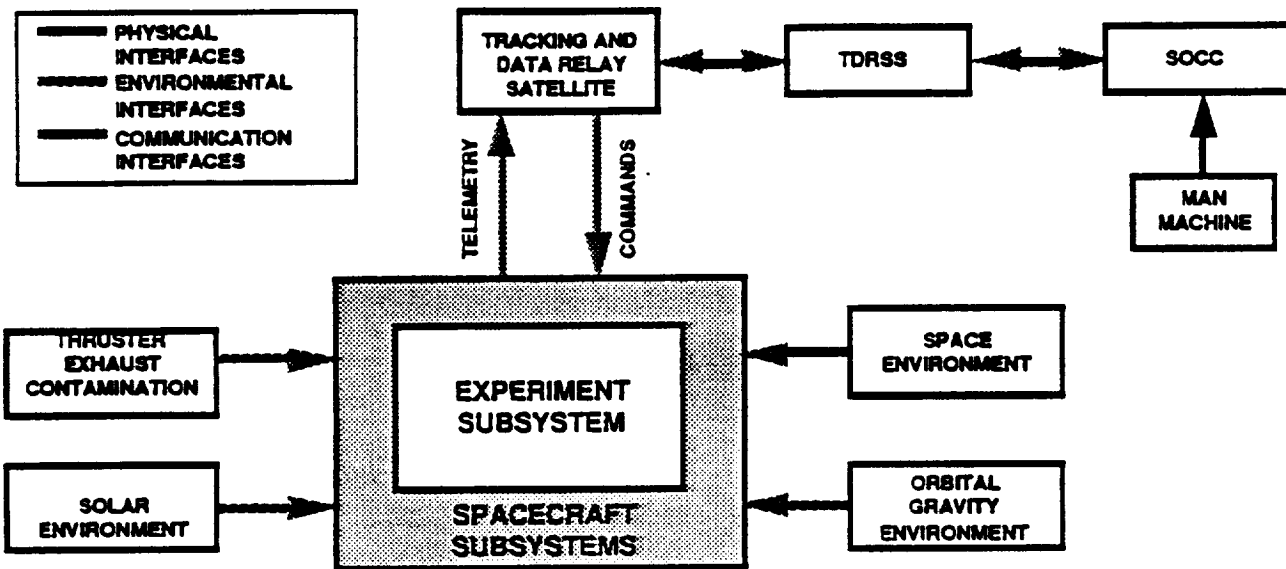 PHYSICAL
INTERFACES
ENVIRONMENTAL
INTERFACES
COMMUNICATION
INTERFACES
TRACKING AND
DATA RELAY
SATELLITE
TDRSS
SOCC
MAN
MACHINE
TELEMETRY
COMMANDS
THRUSTER
EXHAUST
CONTAMINATION
SPACE
ENVIRONMENT
EXPERIMENT
SUBSYSTEM
SOLAR
ENVIRONMENT
ORBITAL
GRAVITY
ENVIRONMENT
SPACECRAFT
SUBSYSTEMS